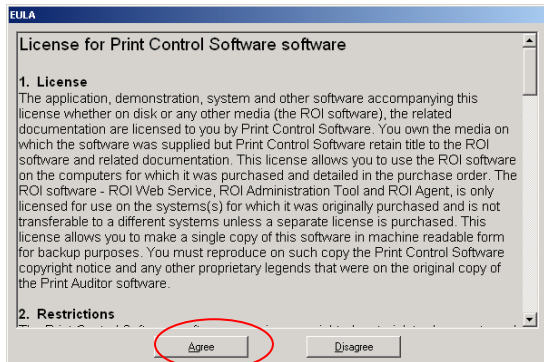 EULA
License for Print Control Software software
1. License
The application, demonstration, system and other software accompanying this
license whether on disk or any other media (the ROI software), the related
documentation are licensed to you by Print Control Software. You own the media on
which the software was supplied but Print Control Software retain title to the ROI
software and related documentation. This license allows you to use the ROI software
on the computers for which it was purchased and detailed in the purchase order. The
ROI software - ROI Web Service, ROI Administration Tool and ROI Agent, is only
licensed for use on the systems(s) for which it was originally purchased and is not
transferable to a different systems unless a separate license is purchased. This
license allows you to make a single copy of this software in machine readable form
for backup purposes. You must reproduce on such copy the Print Control Software
copyright notice and any other proprietary legends that were on the original copy of
the Print Auditor software.
2. Restrictions
Agree
Disagree